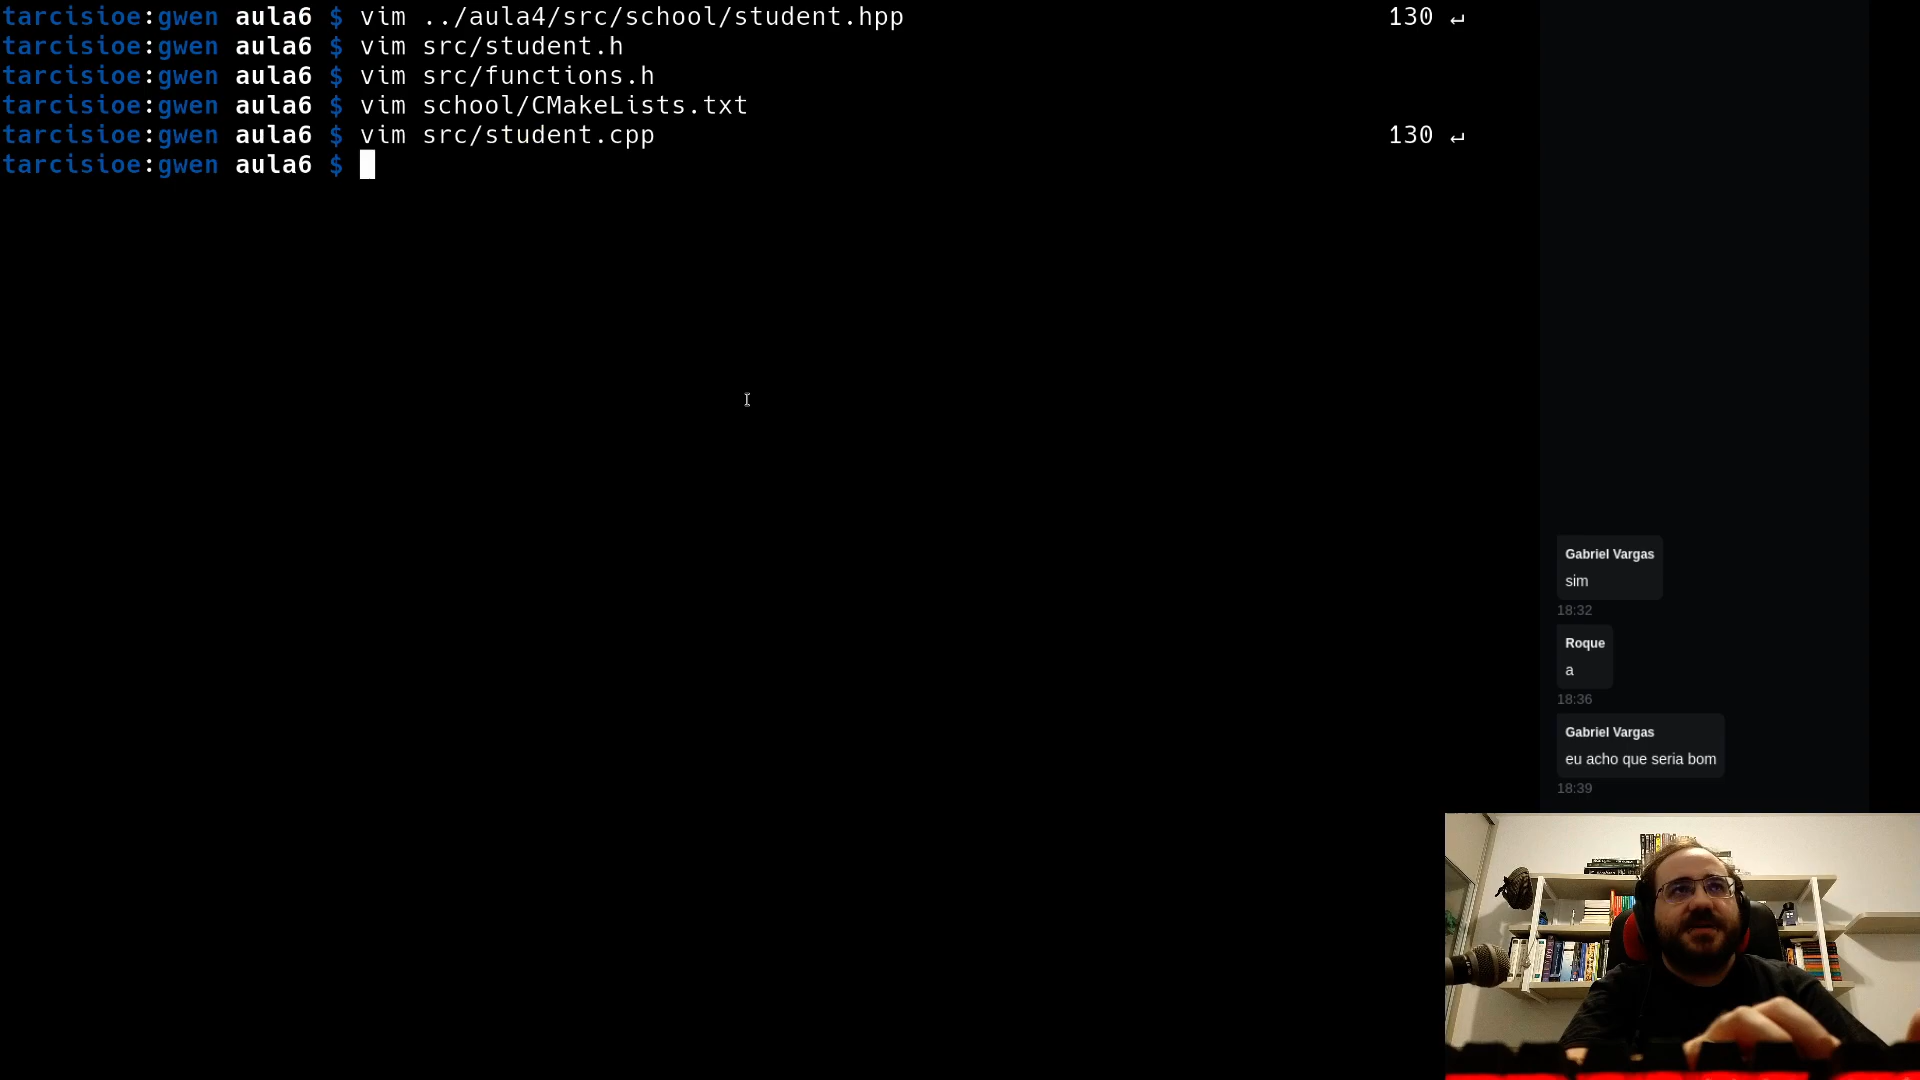 tarcisioe:gwen aula6 $ vim ../aula4/src/school/student.hpp 130 ↵
tarcisioe:gwen aula6 $ vim src/student.h
tarcisioe:gwen aula6 $ vim src/functions.h
tarcisioe:gwen aula6 $ vim school/CMakeLists.txt
tarcisioe:gwen aula6 $ vim src/student.cpp 130 ↵
tarcisioe:gwen aula6 $
Gabriel Vargas
sim
18:32
Roque
a
18:36
Gabriel Vargas
eu acho que seria bom
18:39